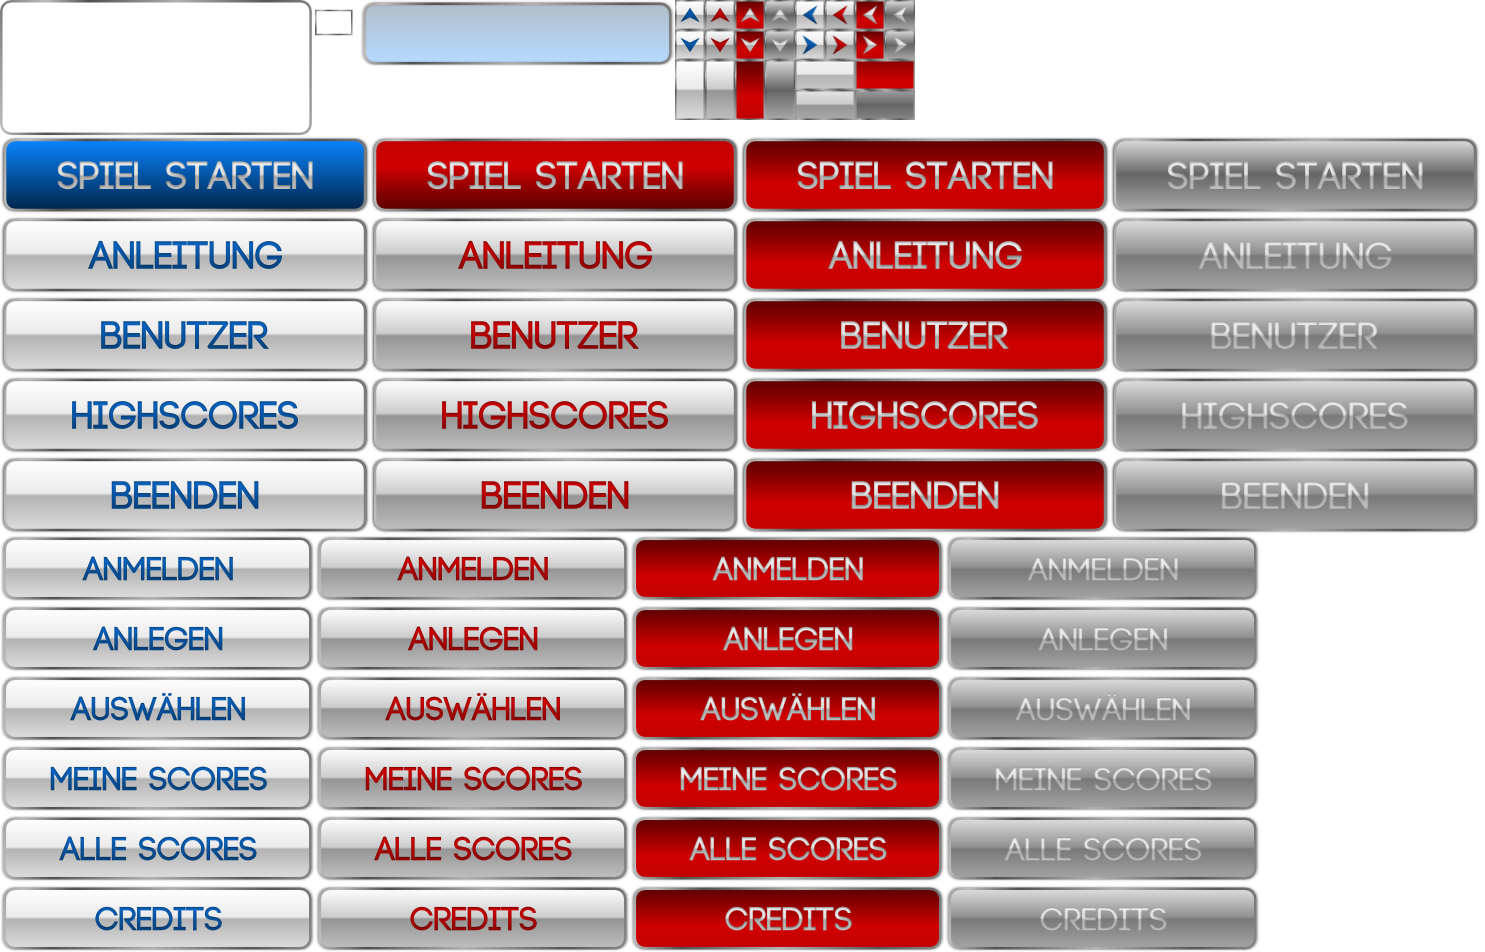 SPIEL STARTEN SPIEL STARTEN SPIEL STARTEN SPIEL STARTEN
ANLEITUNG ANLEITUNG ANLEITUNG ANLEITUNG
BENUTZER BENUTZER BENUTZER BENUTZER
HIGHSCORES HIGHSCORES HIGHSCORES HIGHSCORES
BEENDEN BEENDEN BEENDEN BEENDEN
ANMELDEN ANMELDEN ANMELDEN ANMELDEN
ANLEGEN ANLEGEN ANLEGEN ANLEGEN
AUSWÄHLEN AUSWÄHLEN AUSWÄHLEN AUSWÄHLEN
MEINE SCORES MEINE SCORES MEINE SCORES MEINE SCORES
ALLE SCORES ALLE SCORES ALLE SCORES ALLE SCORES
CREDITS CREDITS CREDITS CREDITS